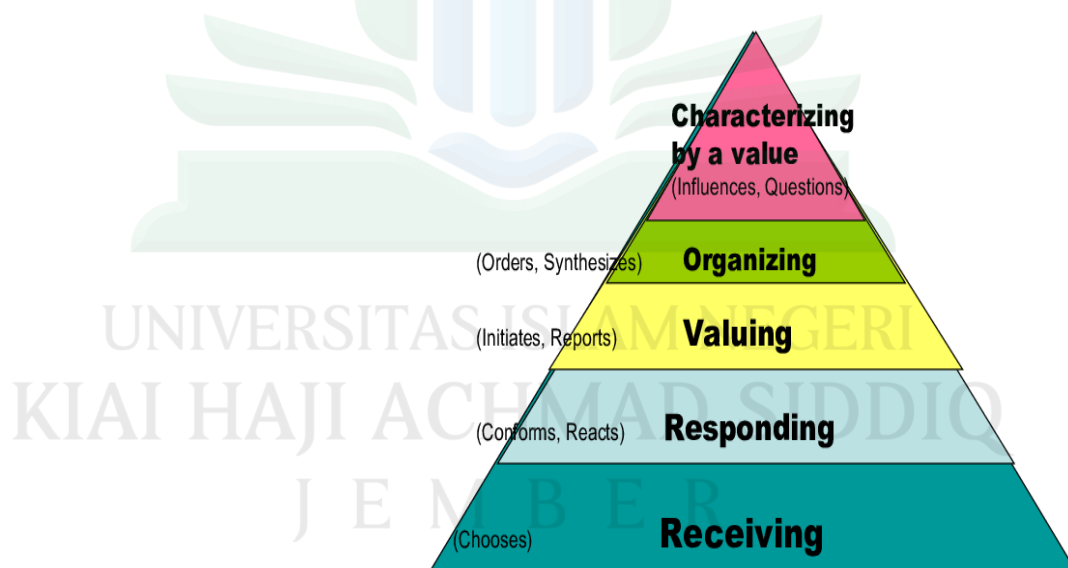 Characterizing
by a value
(Influences, Questions)
(Orders, Synthesizes) Organizing
(Initiates, Reports) Valuing
UNIVERSITAS ISLAM NEGERI
KIAI HAJI ACHMAD SIDDIQ
(Conforms, Reacts) Responding
JEMBER
(Chooses) Receiving